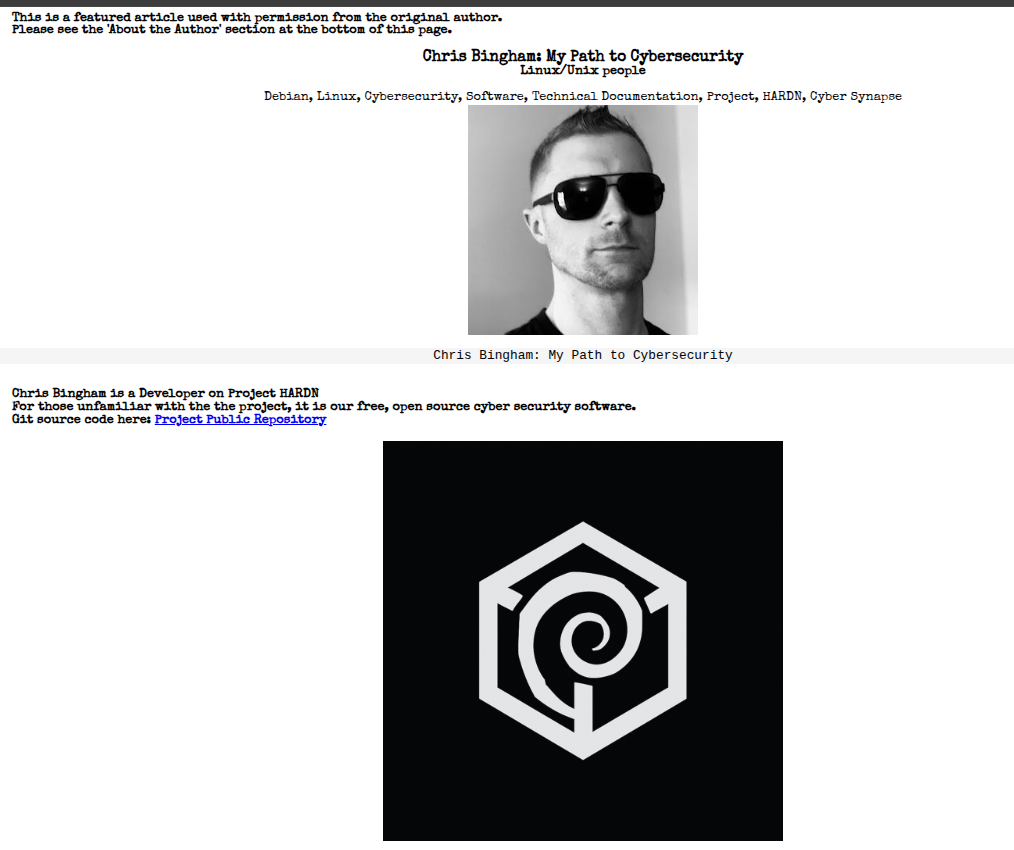 This is a featured article used with permission from the original author.
Please see the 'About the Author' section at the bottom of this page.
Chris Bingham: My Path to Cybersecurity
Linux/Unix people
Debian, Linux, Cybersecurity, Software, Technical Documentation, Project, HARDN, Cyber Synapse
Chris Bingham: My Path to Cybersecurity
Chris Bingham is a Developer on Project HARDN
For those unfamiliar with the the project, it is our free, open source cyber security software.
Git source code here: Project Public Repository